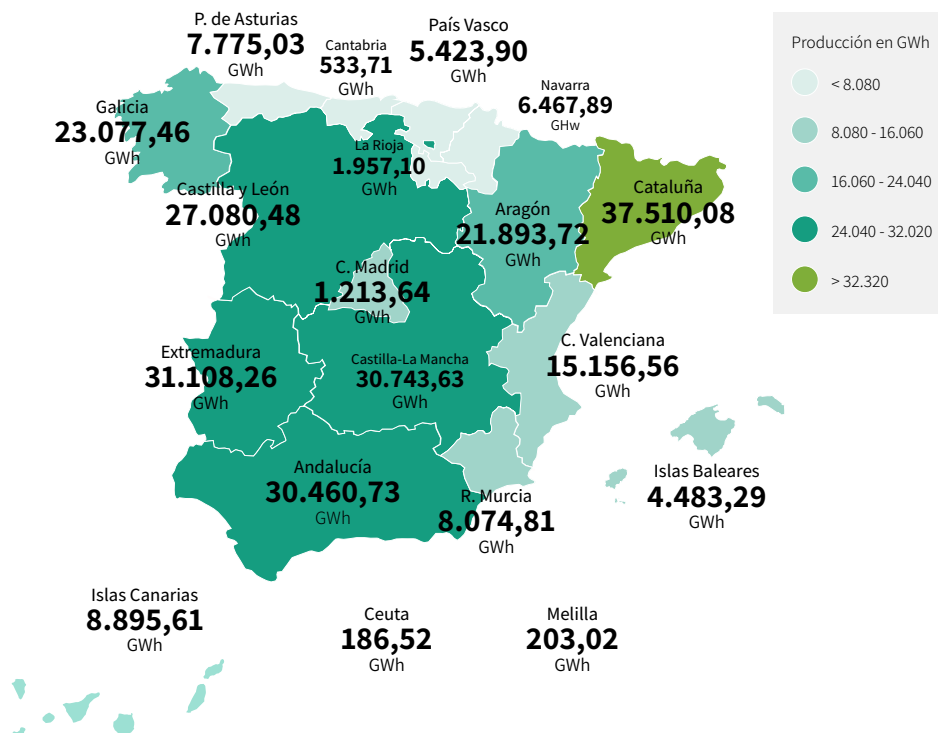 P. de Asturias
7.775,03
GWh
Cantabria
533,71
GWh
País Vasco
5.423,90
GWh
Navarra
6.467,89
GHw
Galicia
23.077,46
GWh
La Rioja
1.957,10
GWh
Castilla y León
27.080,48
GWh
Aragón
21.893,72
GWh
Cataluña
37.510,08
GWh
C. Madrid
1.213,64
GWh
Extremadura
31.108,26
GWh
Castilla-La Mancha
30.743,63
GWh
C. Valenciana
15.156,56
GWh
Andalucía
30.460,73
GWh
R. Murcia
8.074,81
GWh
Islas Baleares
4.483,29
GWh
Islas Canarias
8.895,61
GWh
Ceuta
186,52
GWh
Melilla
203,02
GWh
Producción en GWh
< 8.080
8.080 - 16.060
16.060 - 24.040
24.040 - 32.020
> 32.320